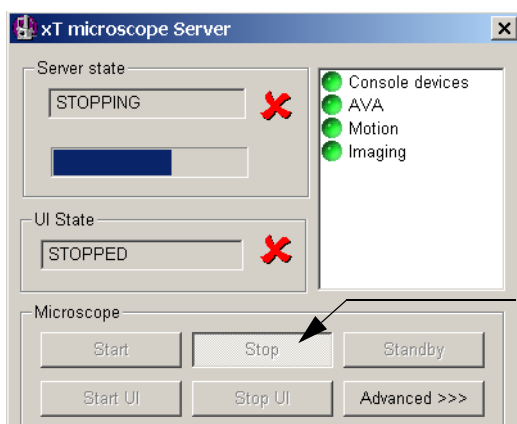 xT microscope Server
Server state
STOPPING
Console devices
AVA
Motion
Imaging
UI State
STOPPED
Microscope
Start
Stop
Standby
Start UI
Stop UI
Advanced >>>